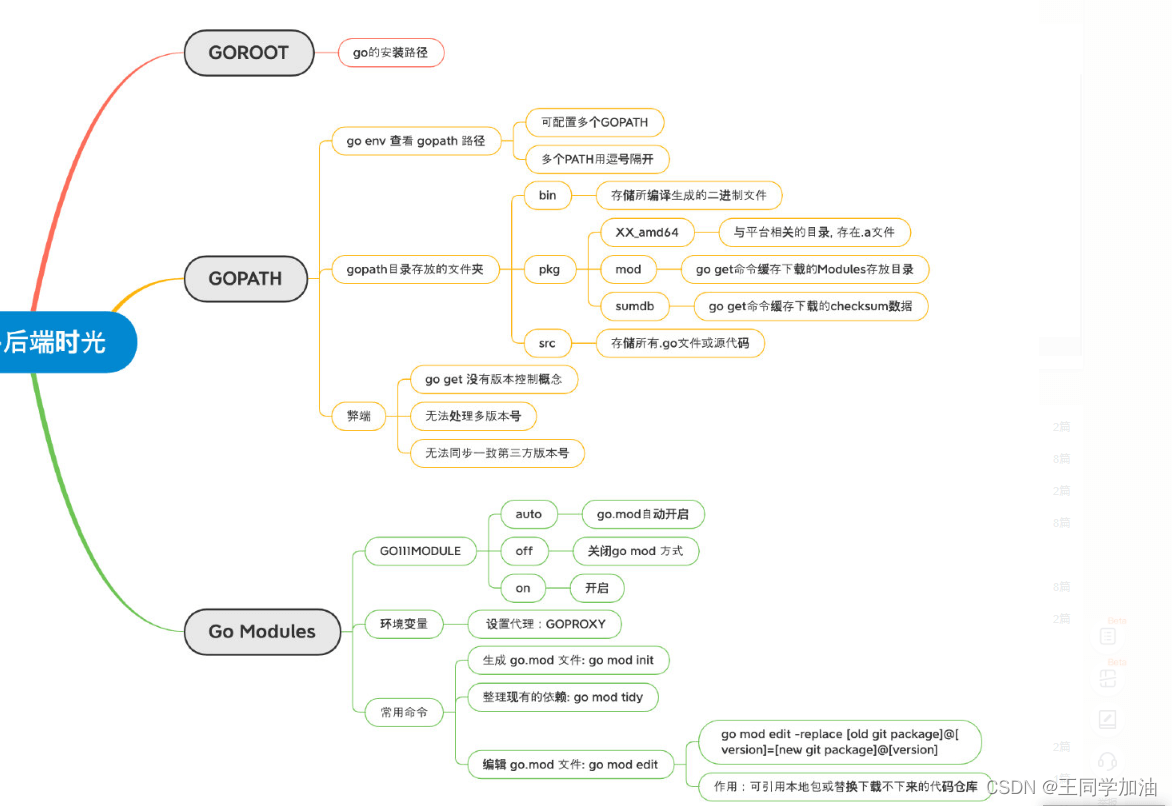 GOROOT
go的安装路径
后端时光
GOPATH
go env 查看 gopath 路径
可配置多个GOPATH
多个PATH用逗号隔开
gopath目录存放的文件夹
bin
存储所编译生成的二进制文件
pkg
XX_amd64
与平台相关的目录, 存在.a文件
mod
go get命令缓存下载的Modules存放目录
sumdb
go get命令缓存下载的checksum数据
src
存储所有.go文件或源代码
弊端
go get 没有版本控制概念
无法处理多版本号
无法同步一致第三方版本号
Go Modules
GO111MODULE
auto
go.mod自动开启
off
关闭go mod 方式
on
开启
环境变量
设置代理：GOPROXY
常用命令
生成 go.mod 文件: go mod init
整理现有的依赖: go mod tidy
编辑 go.mod 文件: go mod edit
go mod edit -replace [old git package]@[
version]=[new git package]@[version]
作用：可引用本地包或替换下载不下来的代码仓库
2篇
8篇
2篇
8篇
8篇
2篇
Beta
Beta
2篇
CSDN @王同学加油